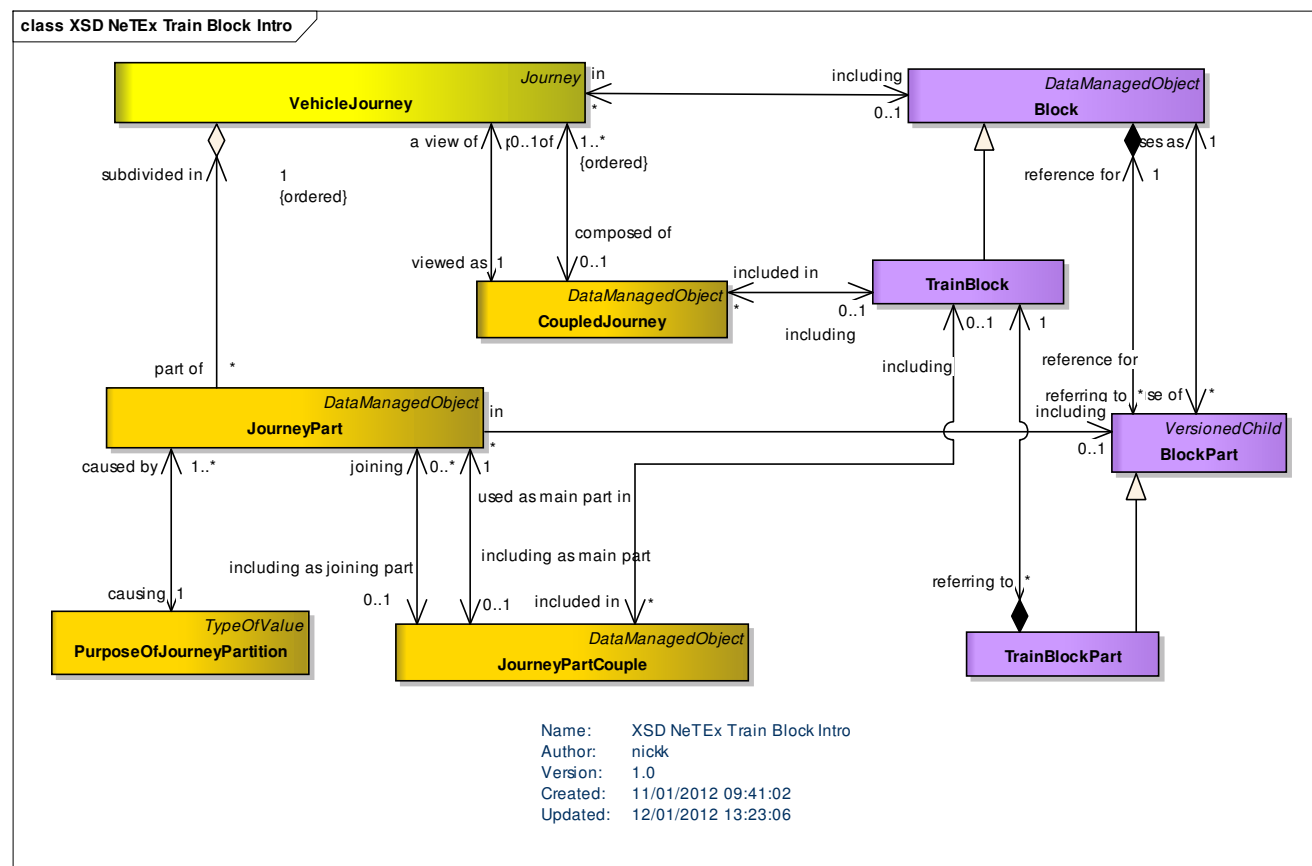 class XSD NeTEx Train Block Intro
Journey
VehicleJourney
in
*
including
0..1
DataManagedObject
Block
subdivided in
1
{ordered}
a view of
0..1
of
1..*
{ordered}
reference for
1
as
1
composed of
0..1
viewed as
1
DataManagedObject
CoupledJourney
included in
*
0..1
including
TrainBlock
0..1
1
including
reference for
part of
*
DataManagedObject
JourneyPart
in
*
referring to
*
se of
*
including
0..1
VersionedChild
BlockPart
caused by
1..*
joining
0..*
1
used as main part in
including as joining part
0..1
including as main part
0..1
causing
1
included in
*
referring to
*
TypeOfValue
PurposeOfJourneyPartition
DataManagedObject
JourneyPartCouple
TrainBlockPart
Name: XSD NeTEx Train Block Intro
Author: nickk
Version: 1.0
Created: 11/01/2012 09:41:02
Updated: 12/01/2012 13:23:06